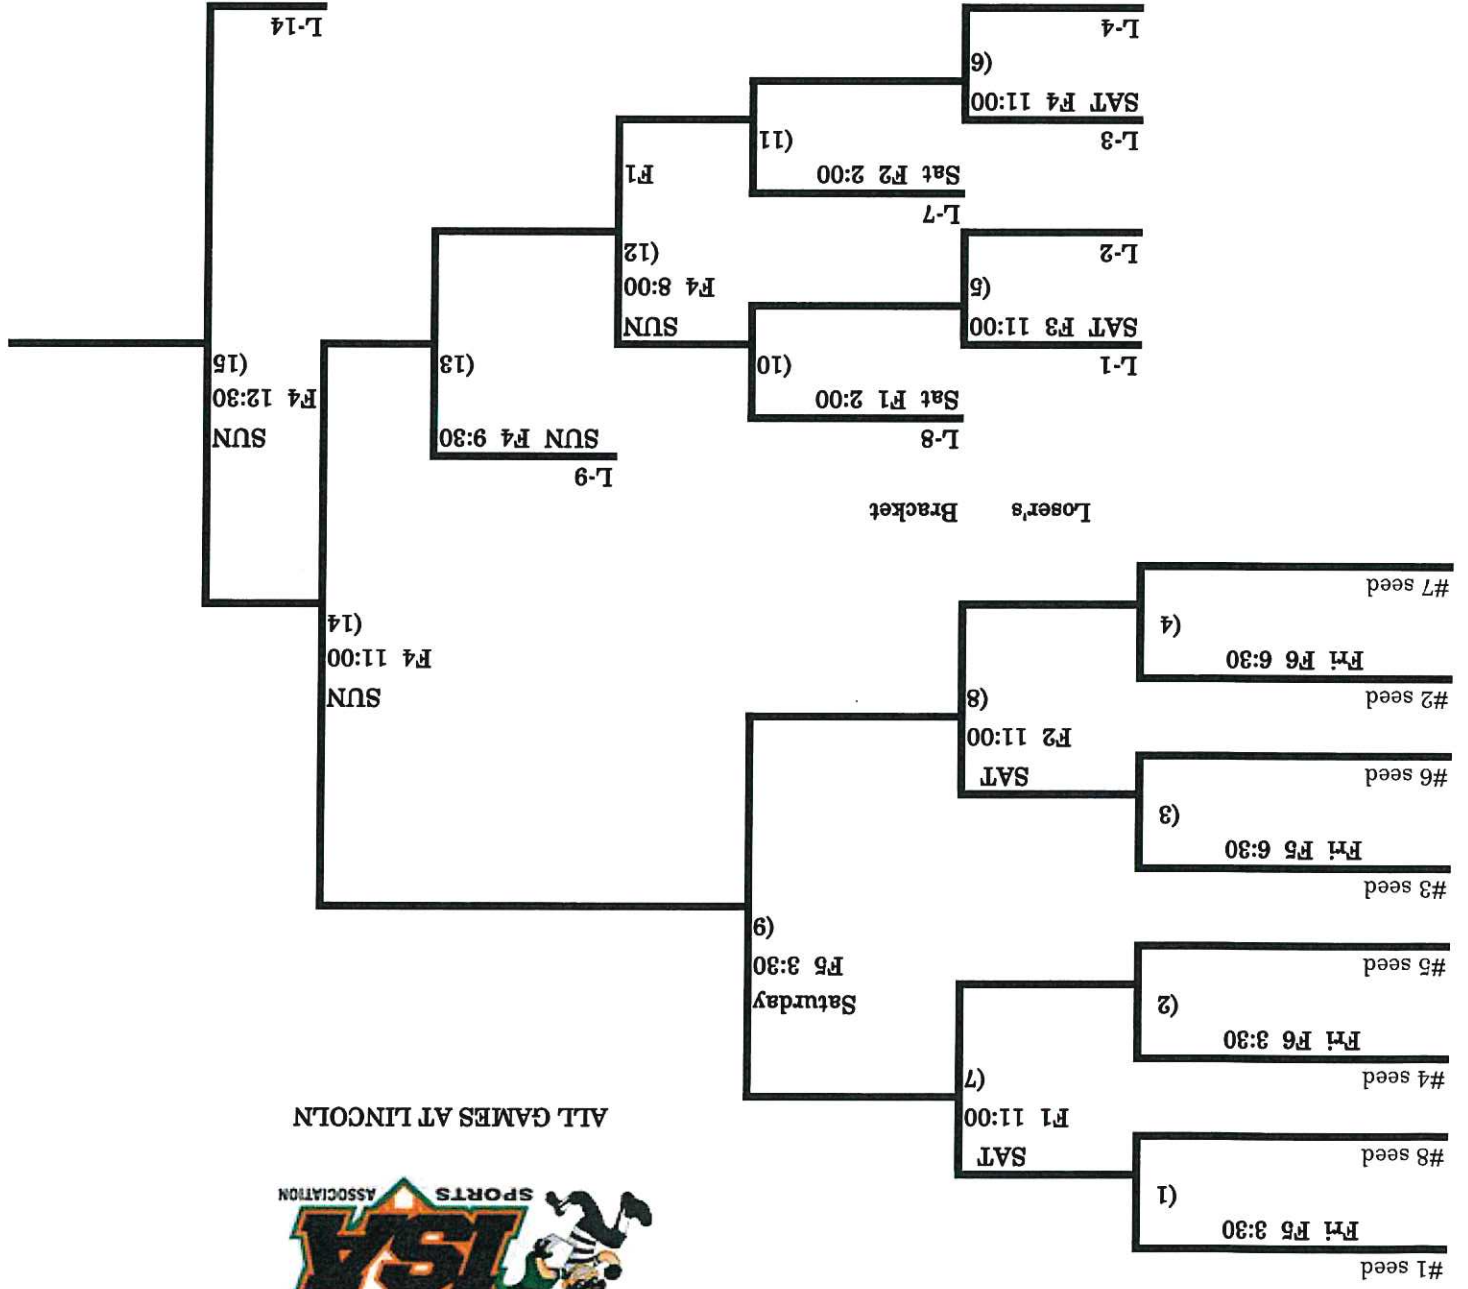 ISA
SPORTS ASSOCIATION
ALL GAMES AT LINCOLN
#1 seed
Fri F5 3:30
(1
#8 seed
SAT
F1 11:00
(7
#4 seed
Fri F6 3:30
(2
#5 seed
Saturday
F5 3:30
(9
#3 seed
Fri F5 6:30
(3
#6 seed
SAT
F2 11:00
(8
#2 seed
Fri F6 6:30
(4
#7 seed
SUN
F4 11:00
(14
Loser's Bracket
L-9
SUN F4 9:30
(13
SUN
F4 12:30
(15
L-8
Sat F1 2:00
(10
L-1
SAT F3 11:00
(5
L-2
SUN
F4 8:00
(12
F1
L-7
Sat F2 2:00
(11
L-3
SAT F4 11:00
(6
L-4
L-14